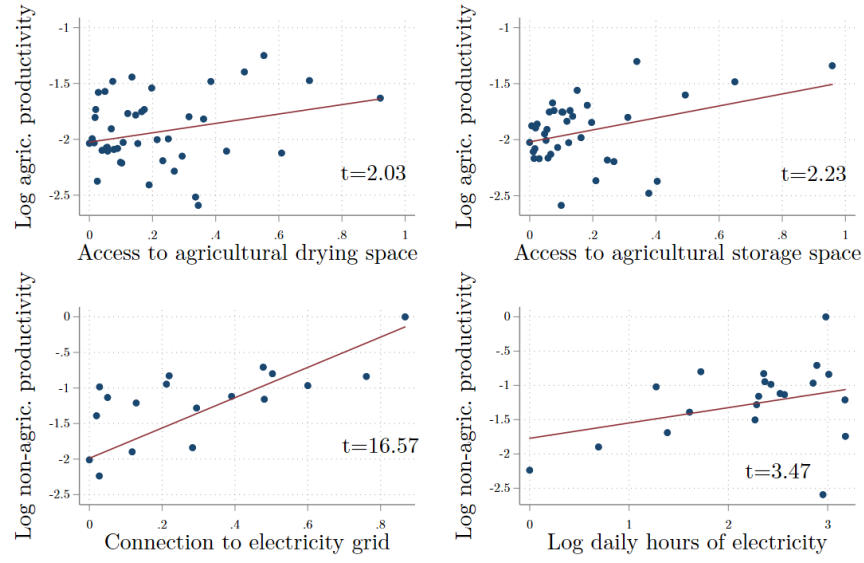 Log agric. productivity
-1
-1.5
-2
-2.5
t=2.03
0 .2 .4 .6 .8 1
Access to agricultural drying space
Log agric. productivity
-1
-1.5
-2
-2.5
t=2.23
0 .2 .4 .6 .8 1
Access to agricultural storage space
Log non-agric. productivity
0
-.5
-1
-1.5
-2
-2.5
t=16.57
0 .2 .4 .6 .8
Connection to electricity grid
Log non-agric. productivity
0
-.5
-1
-1.5
-2
-2.5
t=3.47
0 1 2 3
Log daily hours of electricity